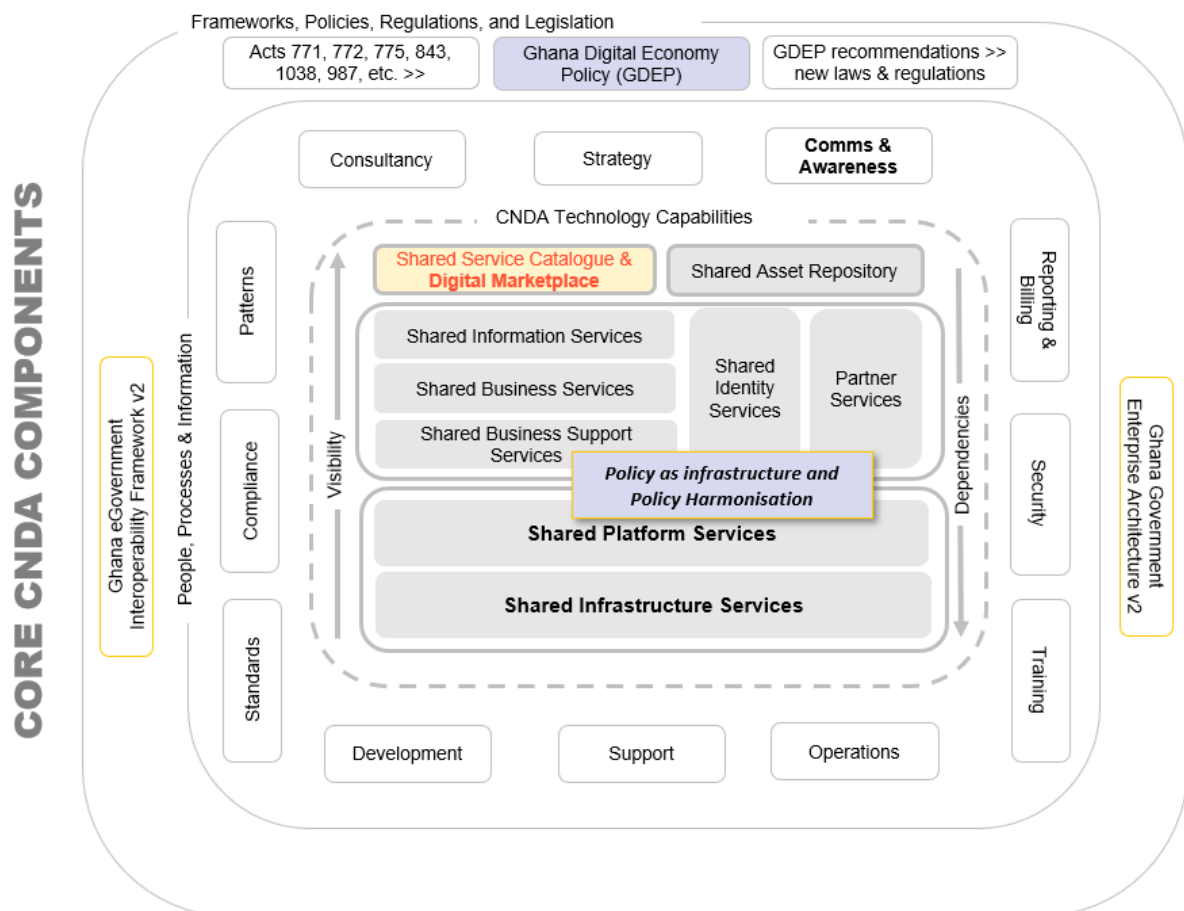 CORE CNDA COMPONENTS
Frameworks, Policies, Regulations, and Legislation
Acts 771, 772, 775, 843,
1038, 987, etc. >>
Ghana Digital Economy
Policy (GDEP)
GDEP recommendations >>
new laws & regulations
Ghana eGovernment
Interoperability Framework v2
People, Processes & Information
Consultancy
Strategy
Comms &
Awareness
Patterns
Compliance
Standards
CNDA Technology Capabilities
Visibility
Shared Service Catalogue &
Digital Marketplace
Shared Asset Repository
Shared Information Services
Shared Business Services
Shared Business Support
Services
Shared
Identity
Services
Partner
Services
Policy as infrastructure and
Policy Harmonisation
Shared Platform Services
Shared Infrastructure Services
Dependencies
Reporting &
Billing
Security
Training
Development
Support
Operations
Ghana Government
Enterprise Architecture v2